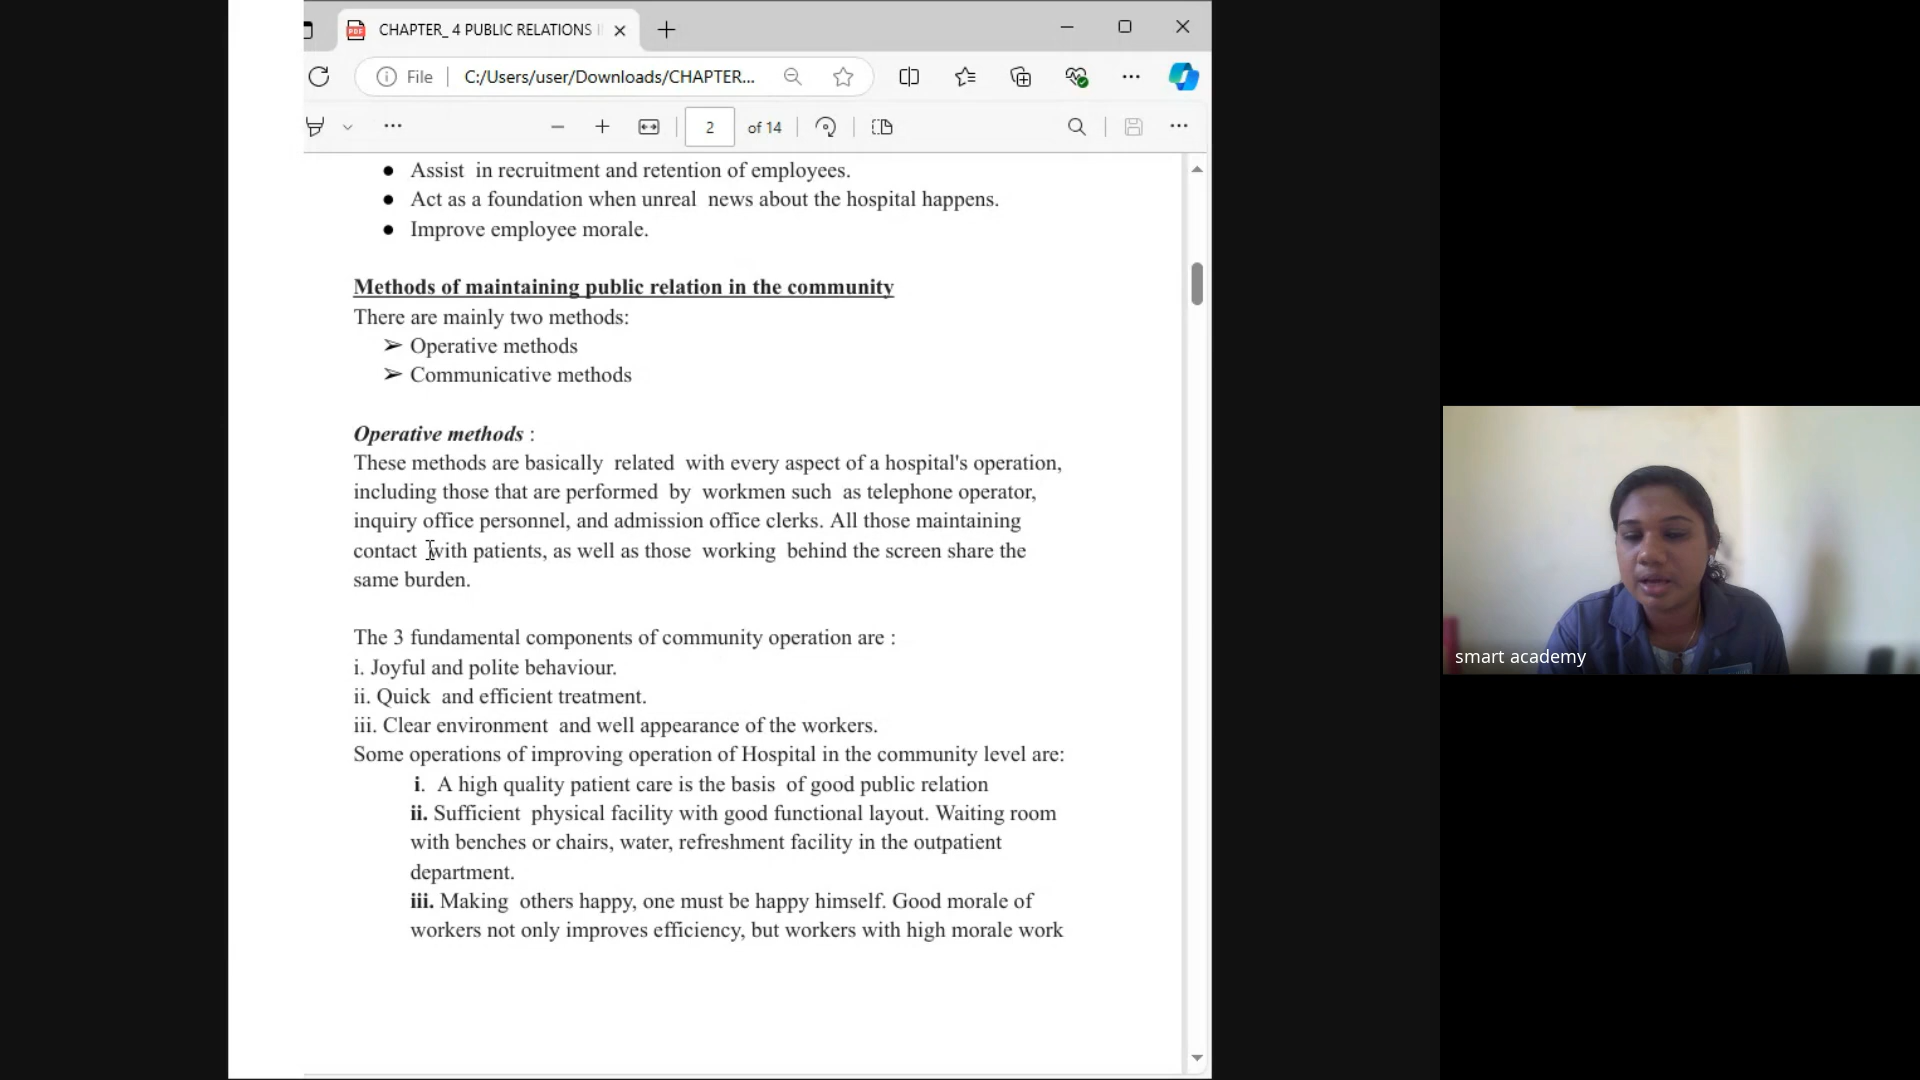 CHAPTER_ 4 PUBLIC RELATIONS
File
C:/Users/user/Downloads/CHAPTER...
2 of 14
● Assist in recruitment and retention of employees.
● Act as a foundation when unreal news about the hospital happens.
● Improve employee morale.
Methods of maintaining public relation in the community
There are mainly two methods:
➢ Operative methods
➢ Communicative methods
Operative methods :
These methods are basically related with every aspect of a hospital's operation,
including those that are performed by workmen such as telephone operator,
inquiry office personnel, and admission office clerks. All those maintaining
contact with patients, as well as those working behind the screen share the
same burden.
The 3 fundamental components of community operation are :
i. Joyful and polite behaviour.
ii. Quick and efficient treatment.
iii. Clear environment and well appearance of the workers.
Some operations of improving operation of Hospital in the community level are:
i. A high quality patient care is the basis of good public relation
ii. Sufficient physical facility with good functional layout. Waiting room
with benches or chairs, water, refreshment facility in the outpatient
department.
iii. Making others happy, one must be happy himself. Good morale of
workers not only improves efficiency, but workers with high morale work
smart academy